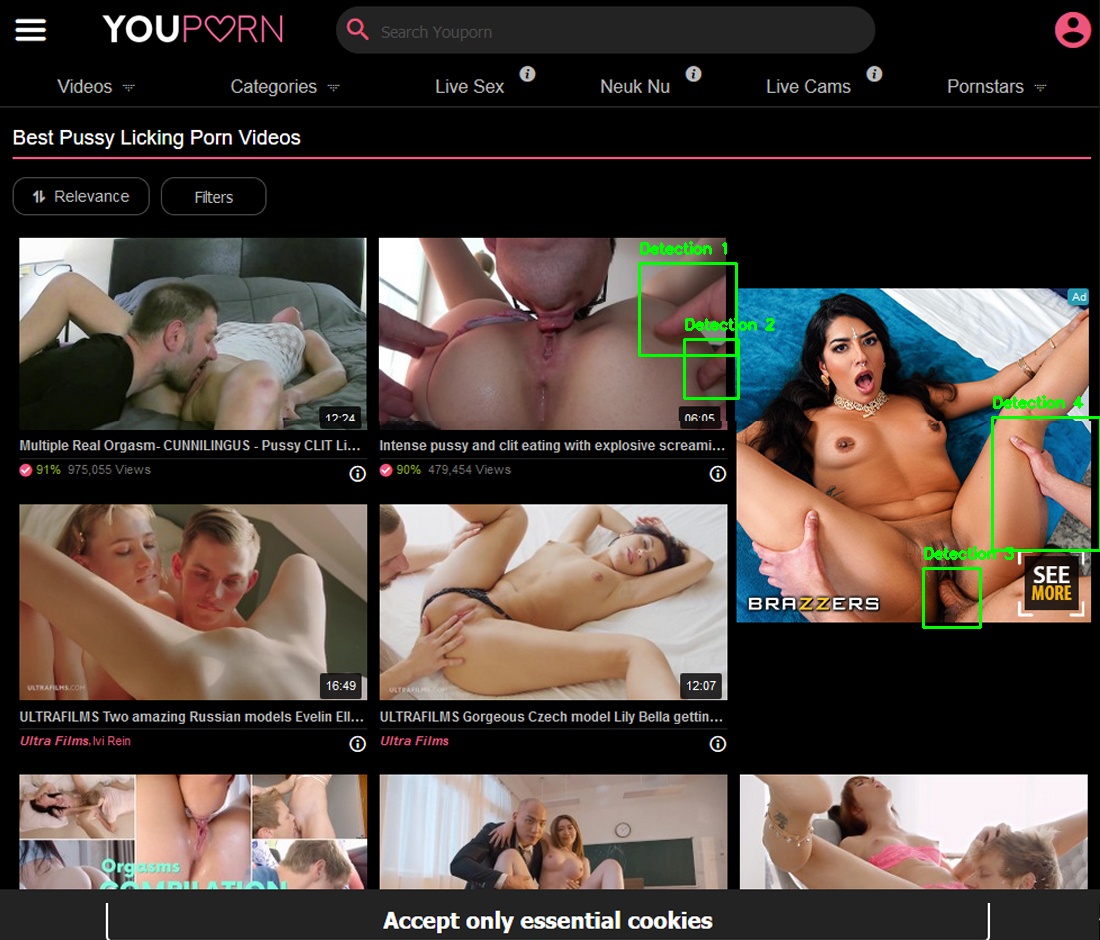 YOUPORN
Search Youporn
Videos
Categories
Live Sex
Neuk Nu
Live Cams
Pornstars
Best Pussy Licking Porn Videos
Relevance
Filters
Detection 1
Detection 2
12:24
06:05
Multiple Real Orgasm- CUNNILINGUS - Pussy CLIT Li...
91% 975,055 Views
Intense pussy and clit eating with explosive screami...
90% 479,454 Views
Ad
Detection 4
Detection 3
BRAZZERS
SEE
MORE
ULTRAFILMS.COM
16:49
ULTRAFILMS.COM
12:07
ULTRAFILMS Two amazing Russian models Evelin Ell...
Ultra Films, Ivi Rein
ULTRAFILMS Gorgeous Czech model Lily Bella gettin...
Ultra Films
Orgasms
COMPILATION
Accept only essential cookies